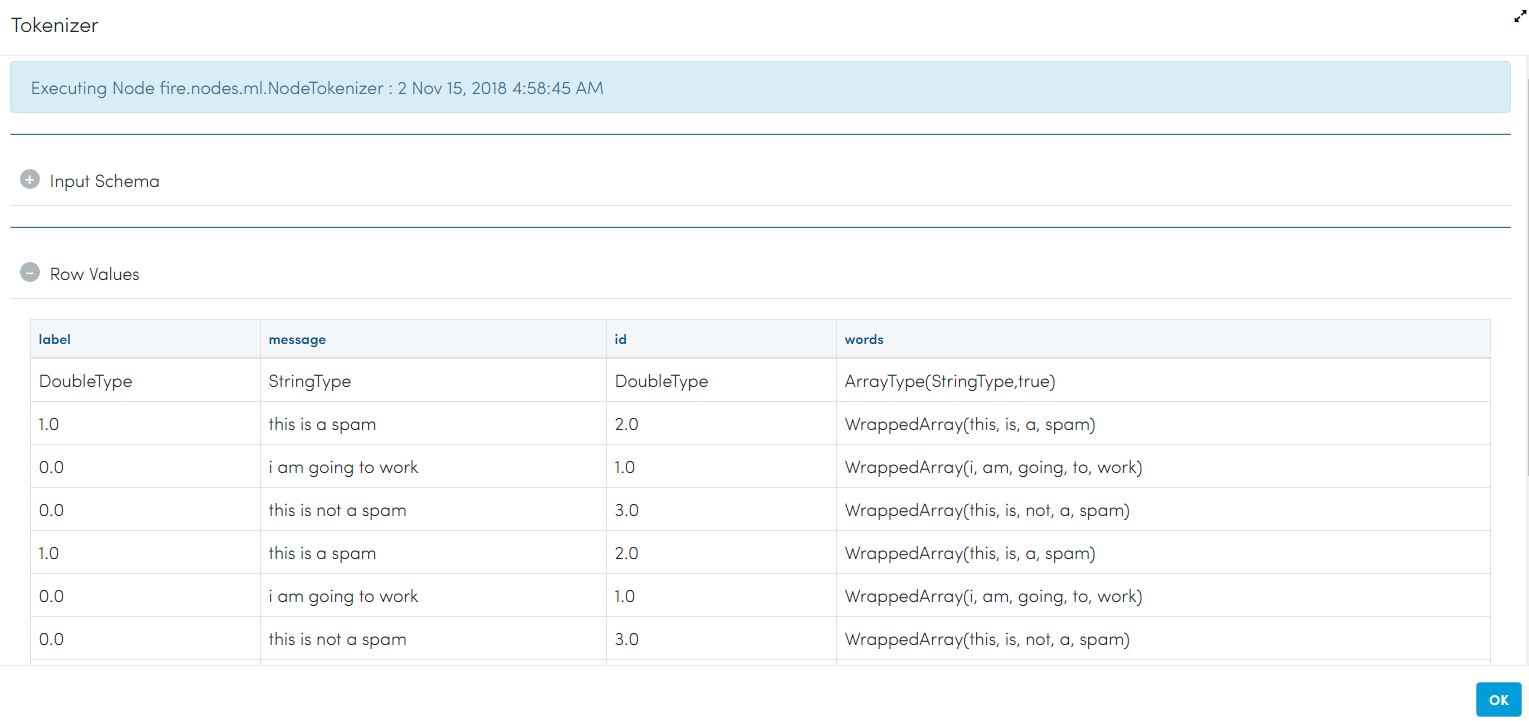 Tokenizer
Executing Node fire.nodes.ml.NodeTokenizer : 2 Nov 15, 2018 4:58:45 AM
Input Schema
Row Values
label message id words
DoubleType StringType DoubleType ArrayType(StringType,true)
1.0 this is a spam 2.0 WrappedArray(this, is, a, spam)
0.0 i am going to work 1.0 WrappedArray(i, am, going, to, work)
0.0 this is not a spam 3.0 WrappedArray(this, is, not, a, spam)
1.0 this is a spam 2.0 WrappedArray(this, is, a, spam)
0.0 i am going to work 1.0 WrappedArray(i, am, going, to, work)
0.0 this is not a spam 3.0 WrappedArray(this, is, not, a, spam)
OK